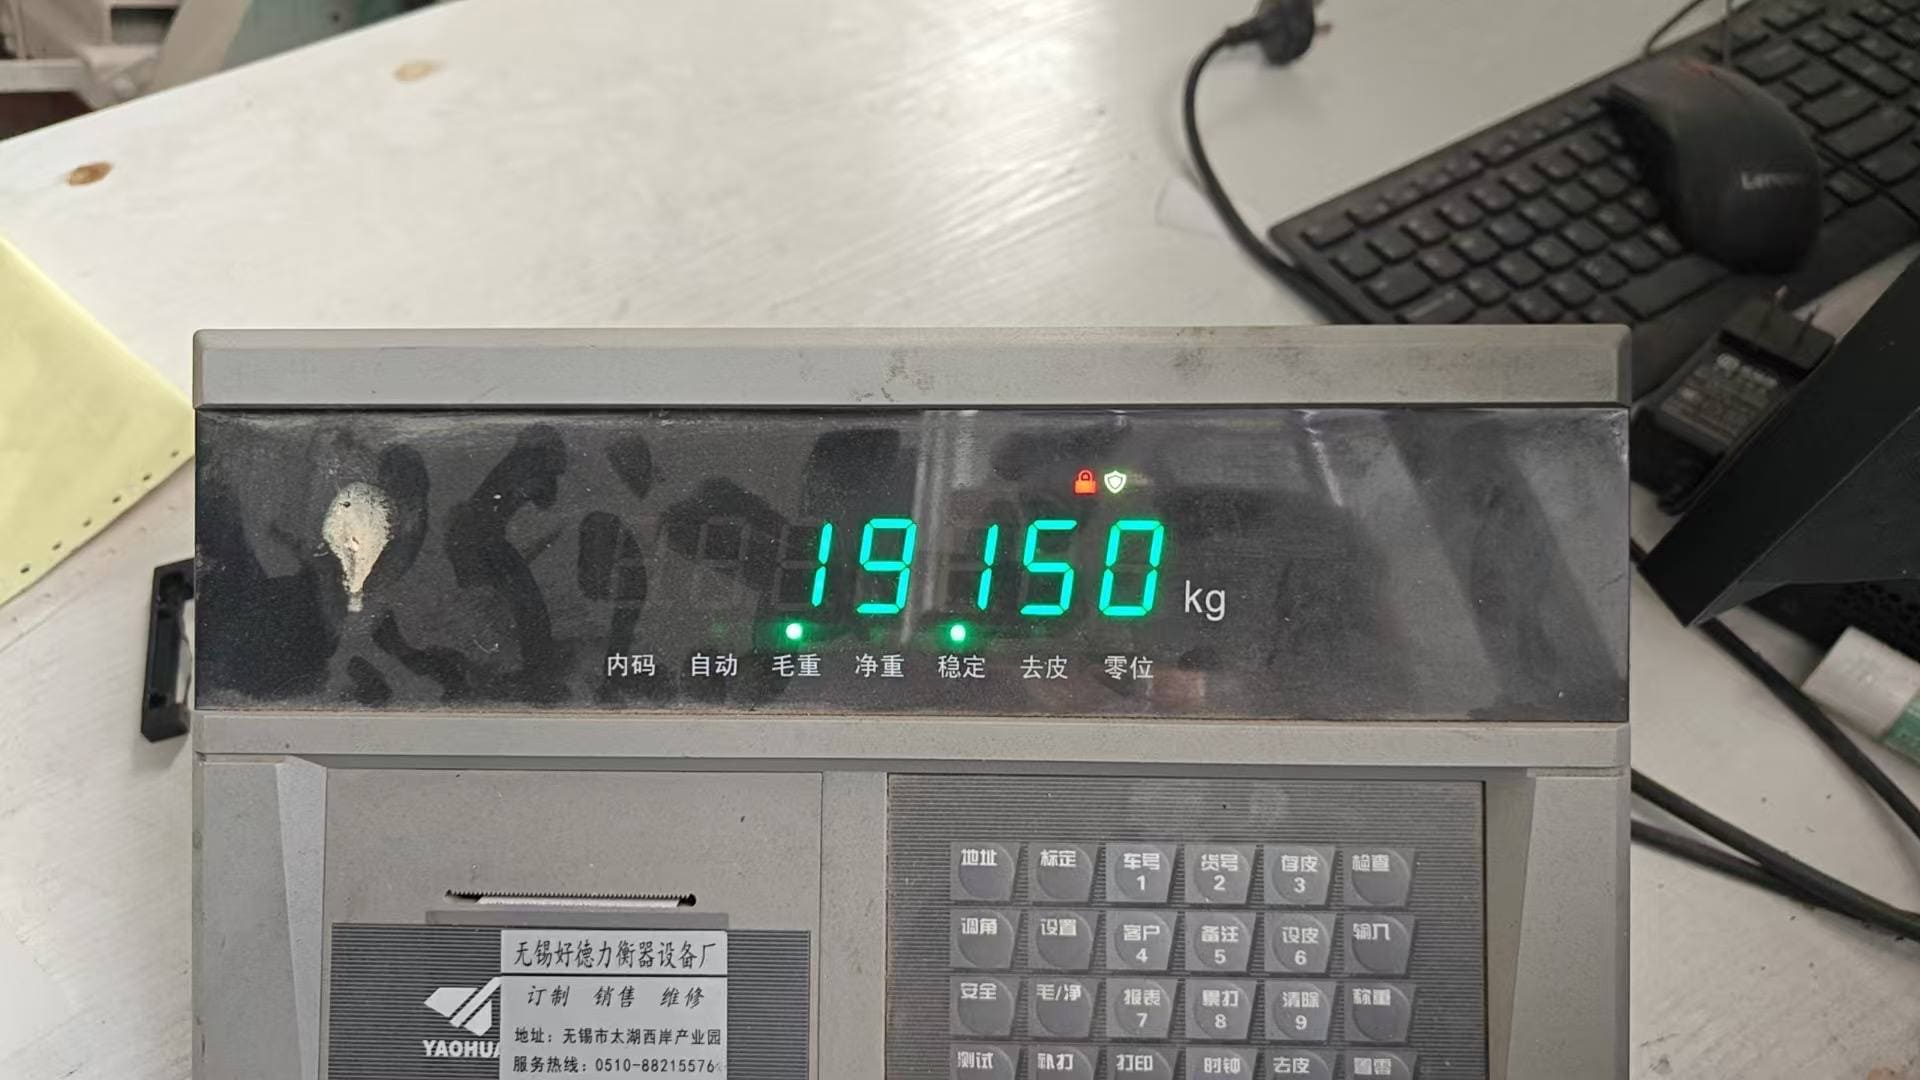 Lenovo
19150 kg
内码 自动 毛重 净重 稳定 去皮 零位
地址 标定 车号 货号 存皮 检查
1 2 3
调角 设置 客户 备注 设皮 输入
4 5 6
安全 毛/净 报表 累打 清除 称重
7 8 9
测试 补打 打印 时钟 去皮 置零
无锡好德力衡器设备厂
订制 销售 维修
地址：无锡市太湖西岸产业园
服务热线：0510-88215576
YAOHUA